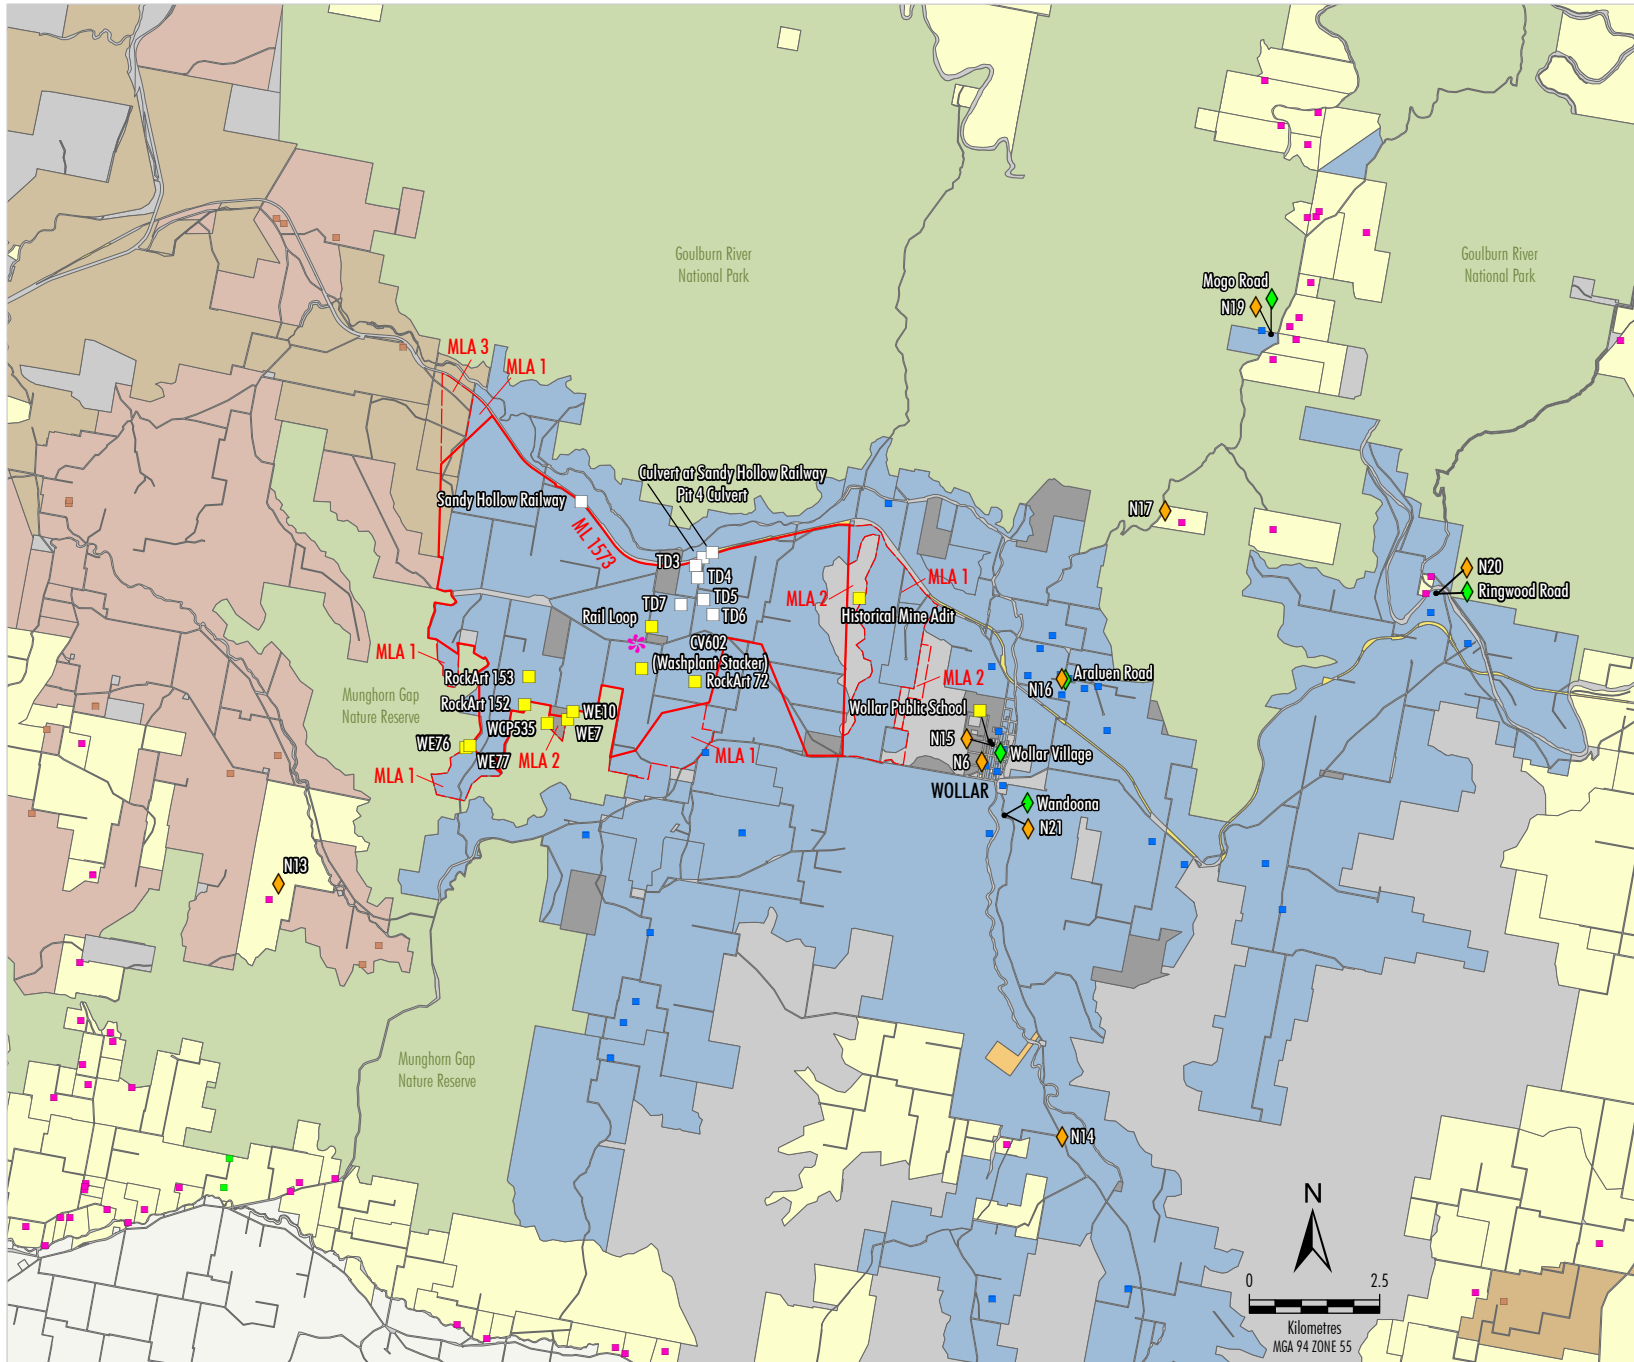 Goulburn River
National Park
Goulburn River
National Park
Mogo Road
N19
MLA 3
MLA 1
Culvert at Sandy Hollow Railway
Pit 4 Culvert
Sandy Hollow Railway
ML 1573
N17
TD3
TD4
TD5
TD7
TD6
Rail Loop
MLA 2
MLA 1
Historical Mine Adit
N20
Ringwood Road
MLA 1
CV602
(Washplant Stacker)
RockArt 153
RockArt 72
MLA 2
Araluen Road
N16
Munghorn Gap
Nature Reserve
RockArt 152
WE10
WCP535
WE7
Wollar Public School
N15
Wollar Village
WE76
WE77
MLA 2
MLA 1
N6
MLA 1
WOLLAR
Wandoona
N21
N13
Munghorn Gap
Nature Reserve
N14
N
0 2.5
Kilometres
MGA 94 ZONE 55